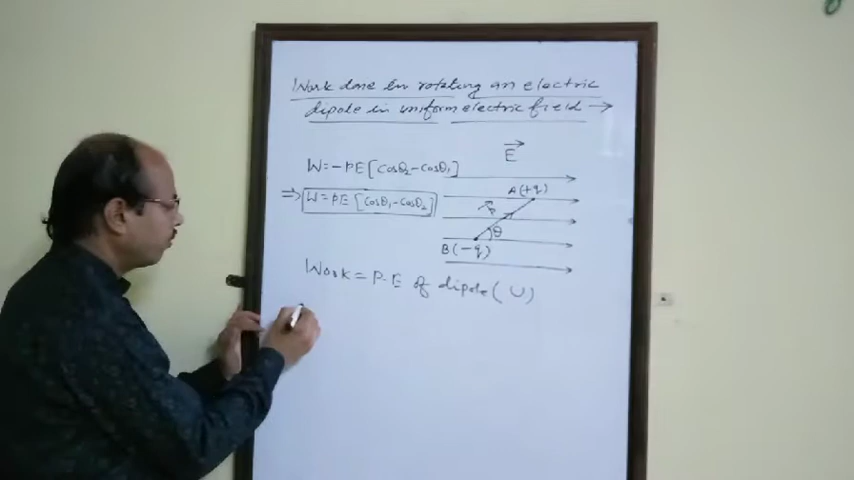 Work done in rotating an electric
dipole in uniform electric field →
W=-PE[Cosθ₂-Cosθ₁]
⇒ W=PE[Cosθ₁-Cosθ₂]
E
A(+q)
P
θ
B(-q)
Work = P.E of dipole (U)